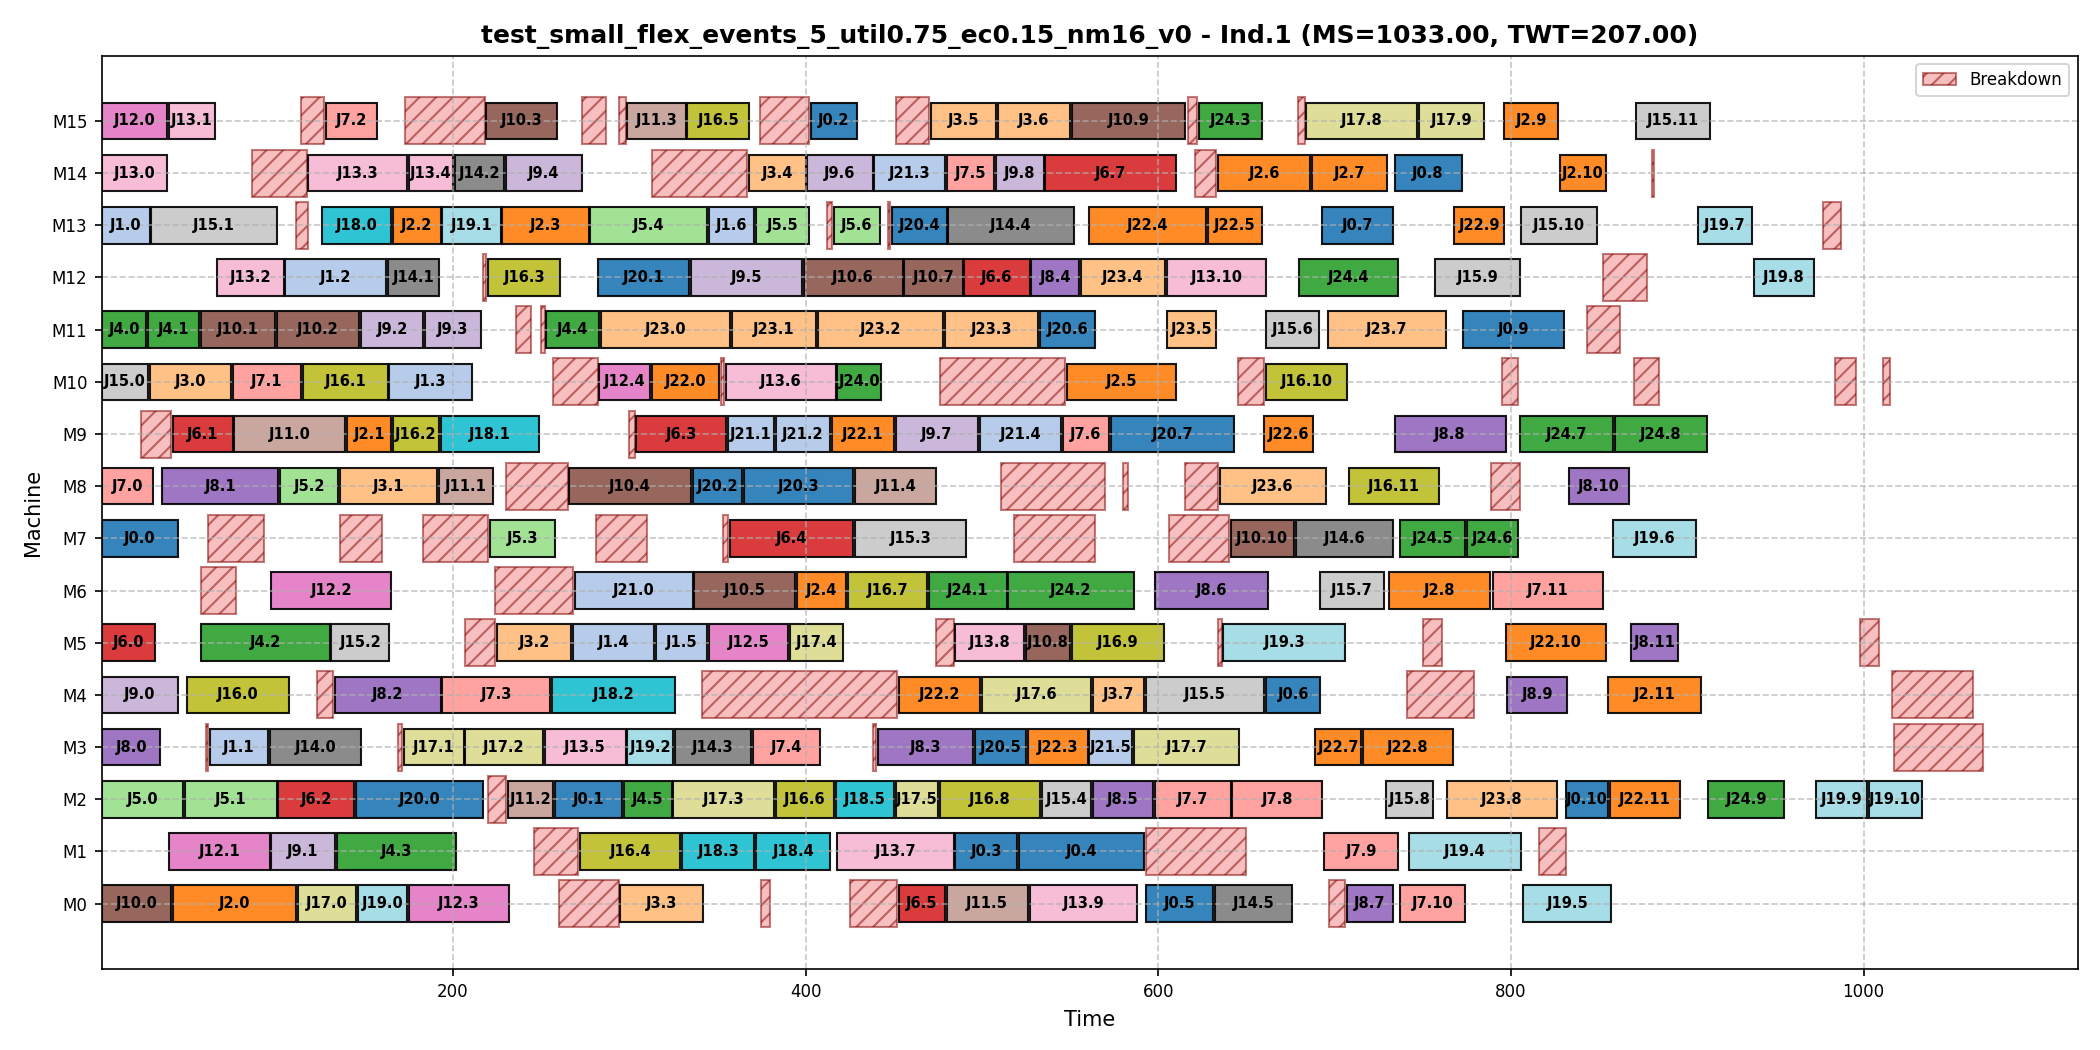 test_small_flex_events_5_util0.75_ec0.15_nm16_v0 - Ind.1 (MS=1033.00, TWT=207.00)
Breakdown
M15 J12.0 J13.1 J7.2 J10.3 J11.3 J16.5 J0.2 J3.5 J3.6 J10.9 J24.3 J17.8 J17.9 J2.9 J15.11
M14 J13.0 J13.3 J13.4 J14.2 J9.4 J3.4 J9.6 J21.3 J7.5 J9.8 J6.7 J2.6 J2.7 J0.8 J2.10
M13 J1.0 J15.1 J18.0 J2.2 J19.1 J2.3 J5.4 J1.6 J5.5 J5.6 J20.4 J14.4 J22.4 J22.5 J0.7 J22.9 J15.10 J19.7
M12 J13.2 J1.2 J14.1 J16.3 J20.1 J9.5 J10.6 J10.7 J6.6 J8.4 J23.4 J13.10 J24.4 J15.9 J19.8
M11 J4.0 J4.1 J10.1 J10.2 J9.2 J9.3 J4.4 J23.0 J23.1 J23.2 J23.3 J20.6 J23.5 J15.6 J23.7 J0.9
M10 J15.0 J3.0 J7.1 J16.1 J1.3 J12.4 J22.0 J13.6 J24.0 J2.5 J16.10
M9 J6.1 J11.0 J2.1 J16.2 J18.1 J6.3 J21.1 J21.2 J22.1 J9.7 J21.4 J7.6 J20.7 J22.6 J8.8 J24.7 J24.8
M8 J7.0 J8.1 J5.2 J3.1 J11.1 J10.4 J20.2 J20.3 J11.4 J23.6 J16.11 J8.10
M7 J0.0 J5.3 J6.4 J15.3 J10.10 J14.6 J24.5 J24.6 J19.6
M6 J12.2 J21.0 J10.5 J2.4 J16.7 J24.1 J24.2 J8.6 J15.7 J2.8 J7.11
M5 J6.0 J4.2 J15.2 J3.2 J1.4 J1.5 J12.5 J17.4 J13.8 J10.8 J16.9 J19.3 J22.10 J8.11
M4 J9.0 J16.0 J8.2 J7.3 J18.2 J22.2 J17.6 J3.7 J15.5 J0.6 J8.9 J2.11
M3 J8.0 J1.1 J14.0 J17.1 J17.2 J13.5 J19.2 J14.3 J7.4 J8.3 J20.5 J22.3 J21.5 J17.7 J22.7 J22.8
M2 J5.0 J5.1 J6.2 J20.0 J11.2 J0.1 J4.5 J17.3 J16.6 J18.5 J17.5 J16.8 J15.4 J8.5 J7.7 J7.8 J15.8 J23.8 J0.10 J22.11 J24.9 J19.9 J19.10
M1 J12.1 J9.1 J4.3 J16.4 J18.3 J18.4 J13.7 J0.3 J0.4 J7.9 J19.4
M0 J10.0 J2.0 J17.0 J19.0 J12.3 J3.3 J6.5 J11.5 J13.9 J0.5 J14.5 J8.7 J7.10 J19.5
200 400 600 800 1000
Time
Machine